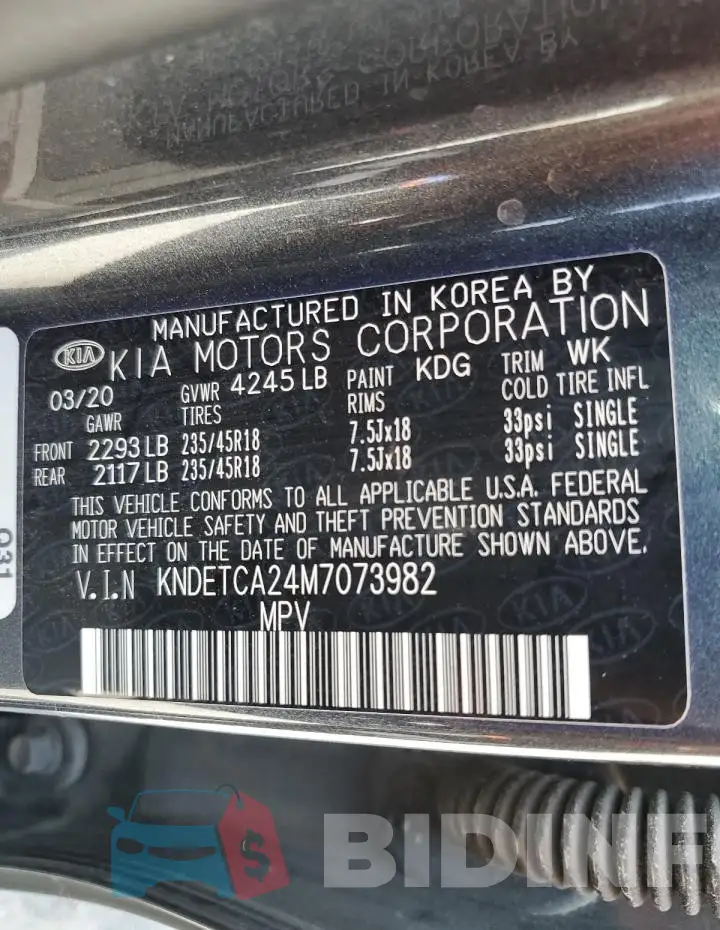 MANUFACTURED IN KOREA BY
KIA KIA MOTORS CORPORATION
03/20 GVWR 4245 LB PAINT KDG TRIM WK
GAWR TIRES RIMS COLD TIRE INFL
FRONT 2293 LB 235/45R18 7.5Jx18 33psi SINGLE
REAR 2117 LB 235/45R18 7.5Jx18 33psi SINGLE
THIS VEHICLE CONFORMS TO ALL APPLICABLE U.S.A. FEDERAL
MOTOR VEHICLE SAFETY AND THEFT PREVENTION STANDARDS
IN EFFECT ON THE DATE OF MANUFACTURE SHOWN ABOVE.
V.I.N KNDETCA24M7073982
MPV
031
$
BIDINF